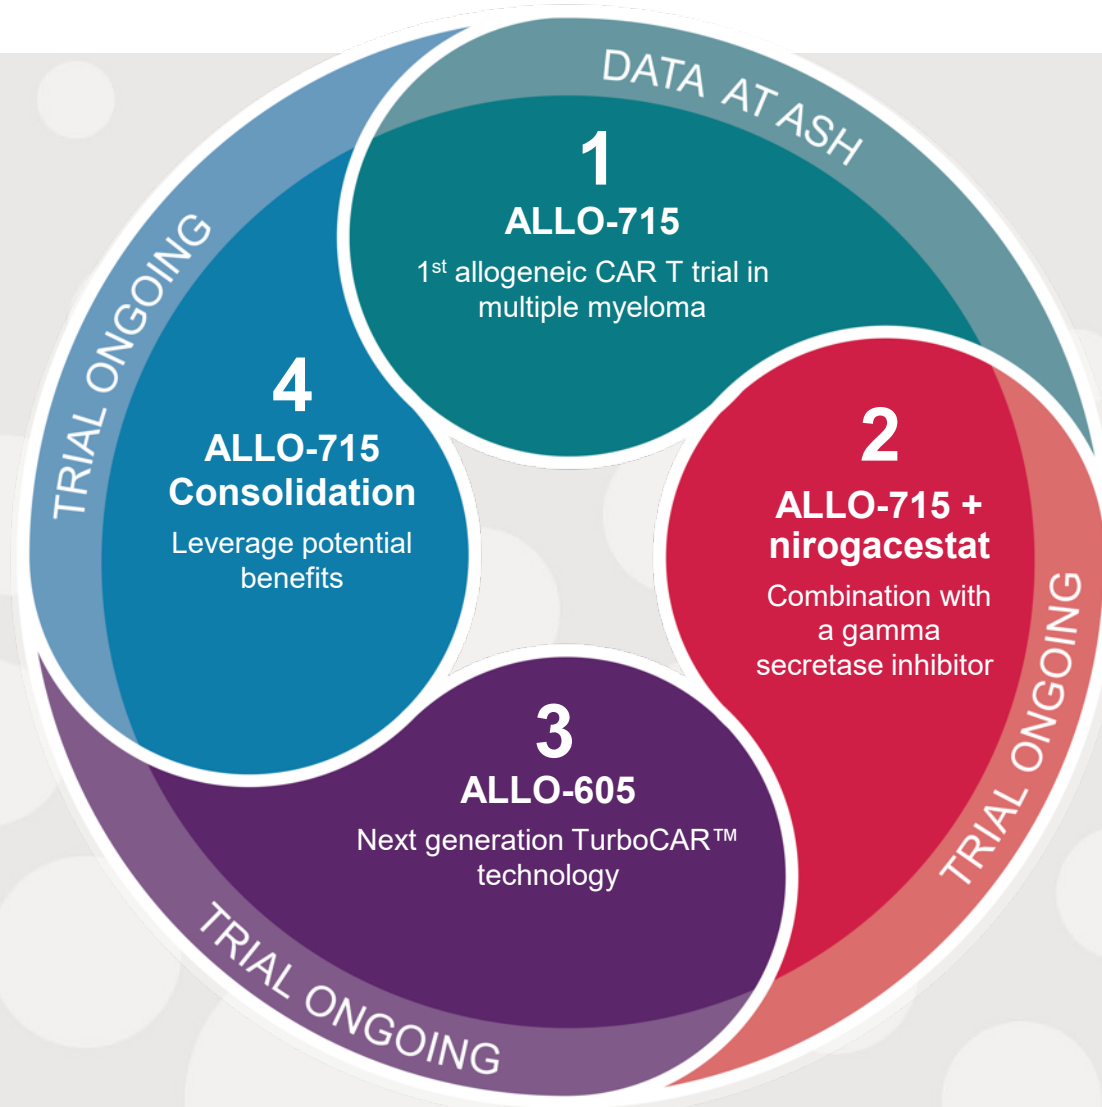 DATA AT ASH
1
ALLO-715
1st allogeneic CAR T trial in
multiple myeloma
2
ALLO-715 +
nirogacestat
Combination with
a gamma
secretase inhibitor
TRIAL ONGOING
3
ALLO-605
Next generation TurboCAR™
technology
TRIAL ONGOING
4
ALLO-715
Consolidation
Leverage potential
benefits
TRIAL ONGOING